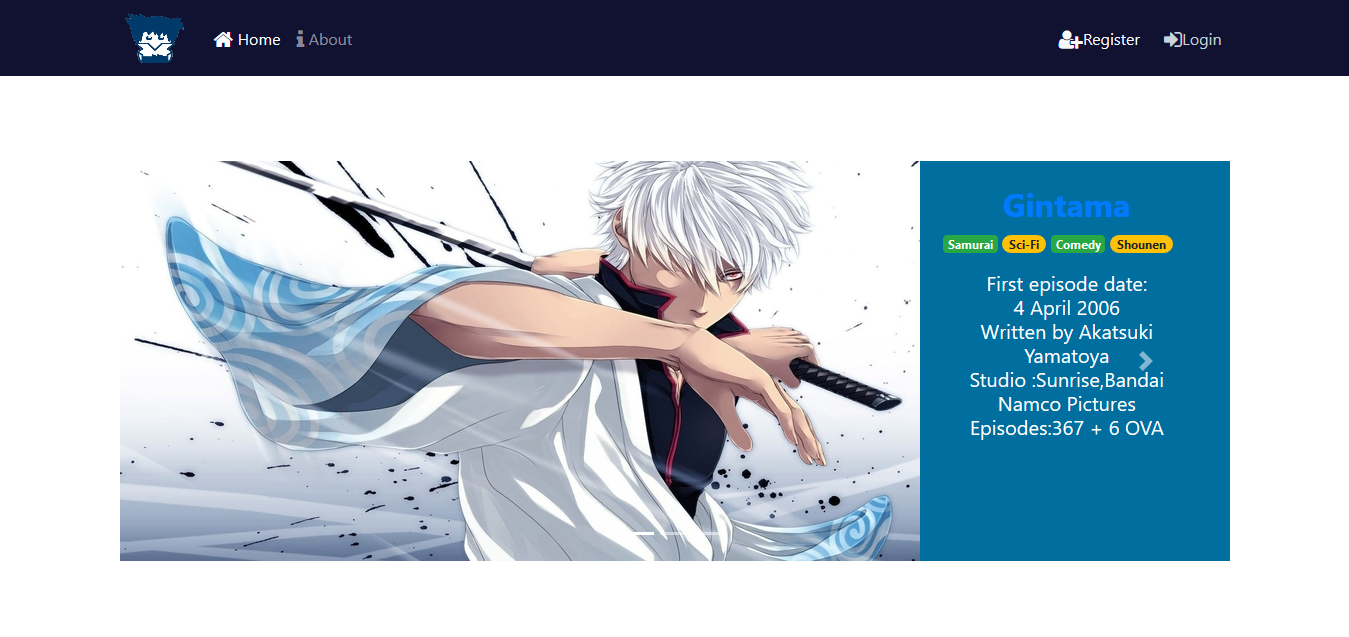 Home About Register Login
Gintama
Samurai Sci-Fi Comedy Shounen
First episode date:
4 April 2006
Written by Akatsuki
Yamatoya
Studio :Sunrise,Bandai
Namco Pictures
Episodes:367 + 6 OVA